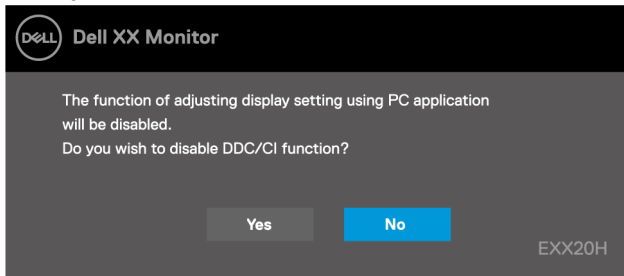 DELL
Dell XX Monitor
The function of adjusting display setting using PC application
will be disabled.
Do you wish to disable DDC/CI function?
Yes
No
EXX20H